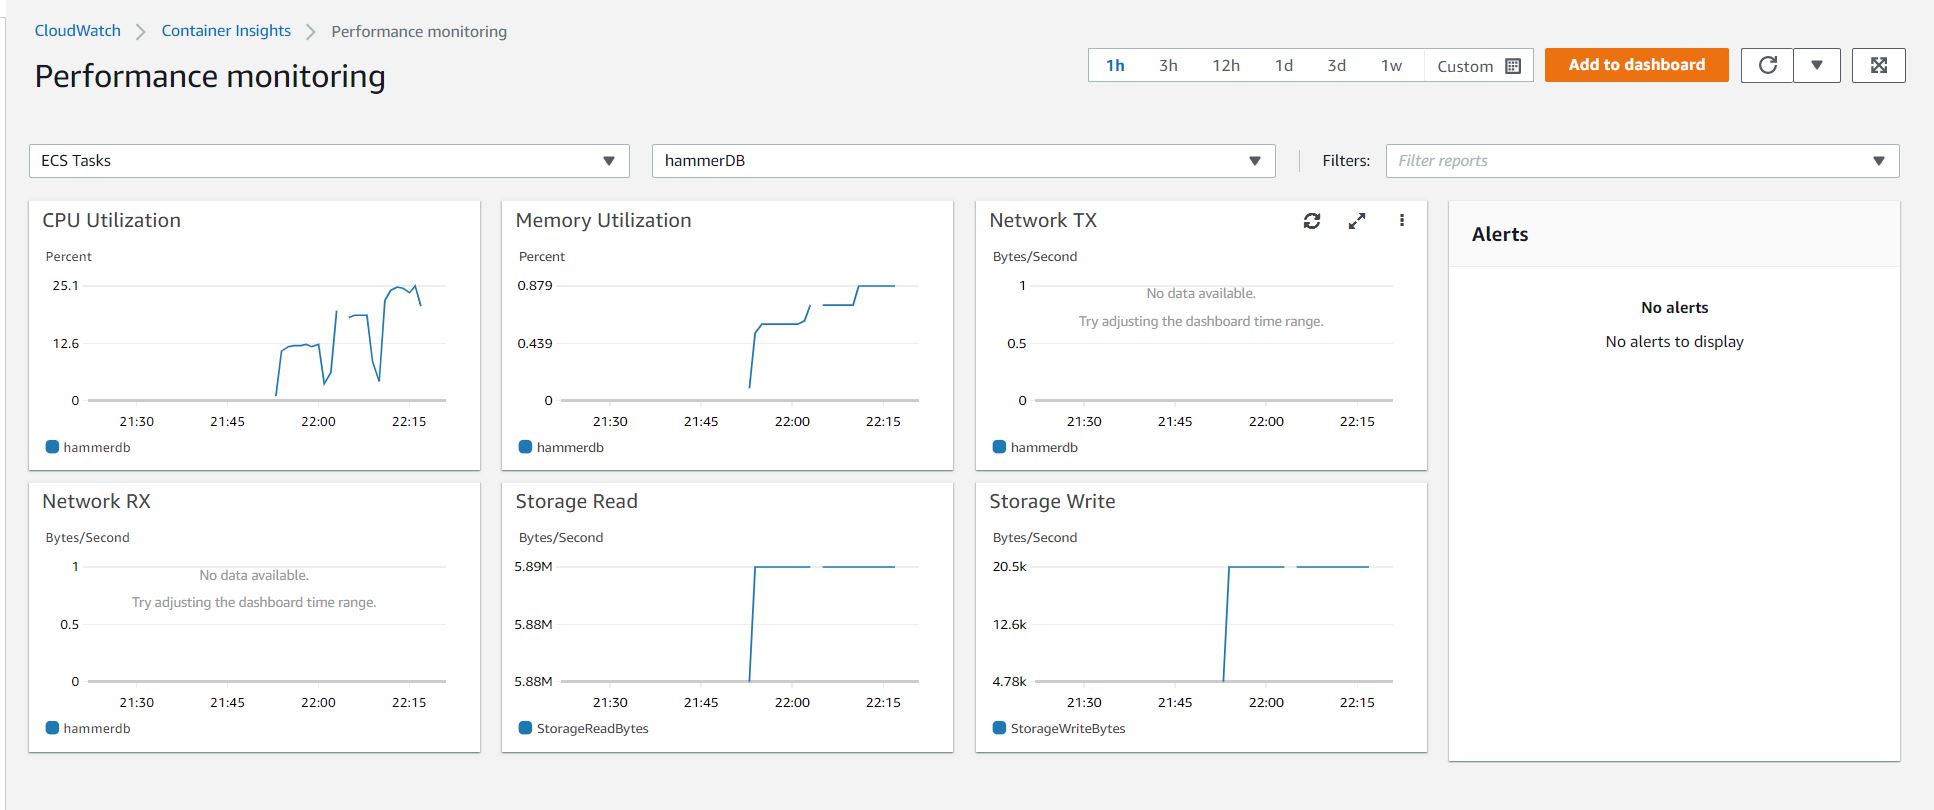 CloudWatch Container Insights Performance monitoring
Performance monitoring
1h 3h 12h 1d 3d 1w Custom Add to dashboard
ECS Tasks hammerDB Filters: Filter reports
CPU Utilization
Percent
25.1
12.6
0
21:30 21:45 22:00 22:15
hammerdb
Memory Utilization
Percent
0.879
0.439
0
21:30 21:45 22:00 22:15
hammerdb
Network TX
Bytes/Second
1
No data available.
Try adjusting the dashboard time range.
0.5
0
21:30 21:45 22:00 22:15
hammerdb
Alerts
No alerts
No alerts to display
Network RX
Bytes/Second
1
No data available.
Try adjusting the dashboard time range.
0.5
0
21:30 21:45 22:00 22:15
hammerdb
Storage Read
Bytes/Second
5.89M
5.88M
5.88M
21:30 21:45 22:00 22:15
StorageReadBytes
Storage Write
Bytes/Second
20.5k
12.6k
4.78k
21:30 21:45 22:00 22:15
StorageWriteBytes